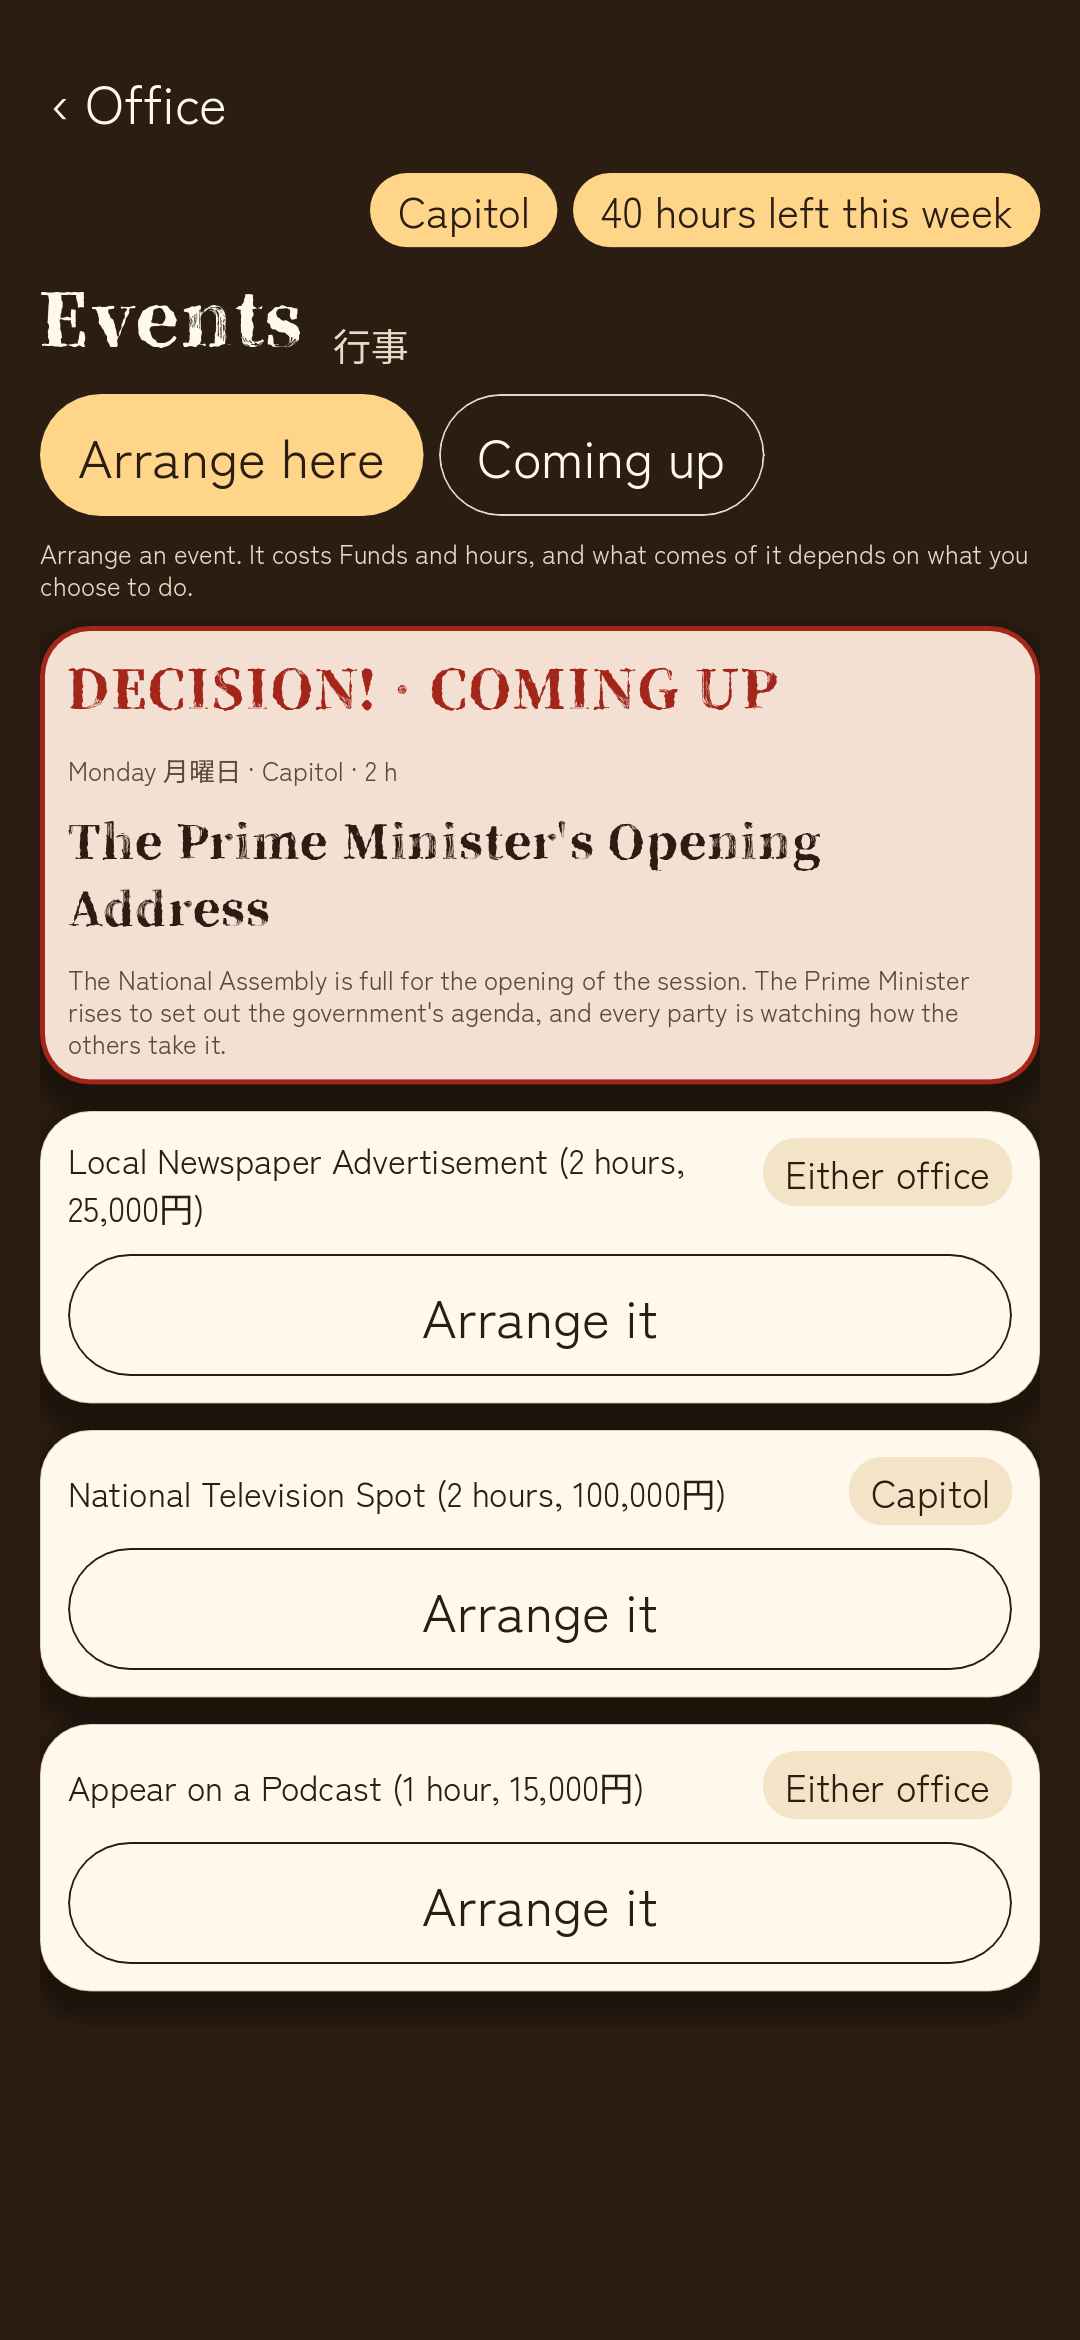 ‹ Office
Capitol
40 hours left this week
Events 行事
Arrange here
Coming up
Arrange an event. It costs Funds and hours, and what comes of it depends on what you
choose to do.
DECISION! · COMING UP
Monday 月曜日 · Capitol · 2 h
The Prime Minister's Opening
Address
The National Assembly is full for the opening of the session. The Prime Minister
rises to set out the government's agenda, and every party is watching how the
others take it.
Local Newspaper Advertisement (2 hours,
25,000円)
Either office
Arrange it
National Television Spot (2 hours, 100,000円)
Capitol
Arrange it
Appear on a Podcast (1 hour, 15,000円)
Either office
Arrange it